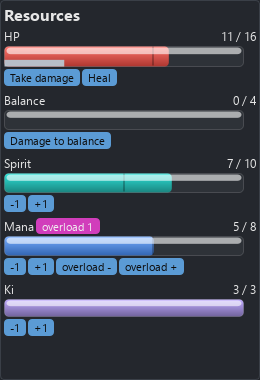 Resources
HP 11 / 16
Take damage Heal
Balance 0 / 4
Damage to balance
Spirit 7 / 10
-1 +1
Mana overload 1 5 / 8
-1 +1 overload - overload +
Ki 3 / 3
-1 +1